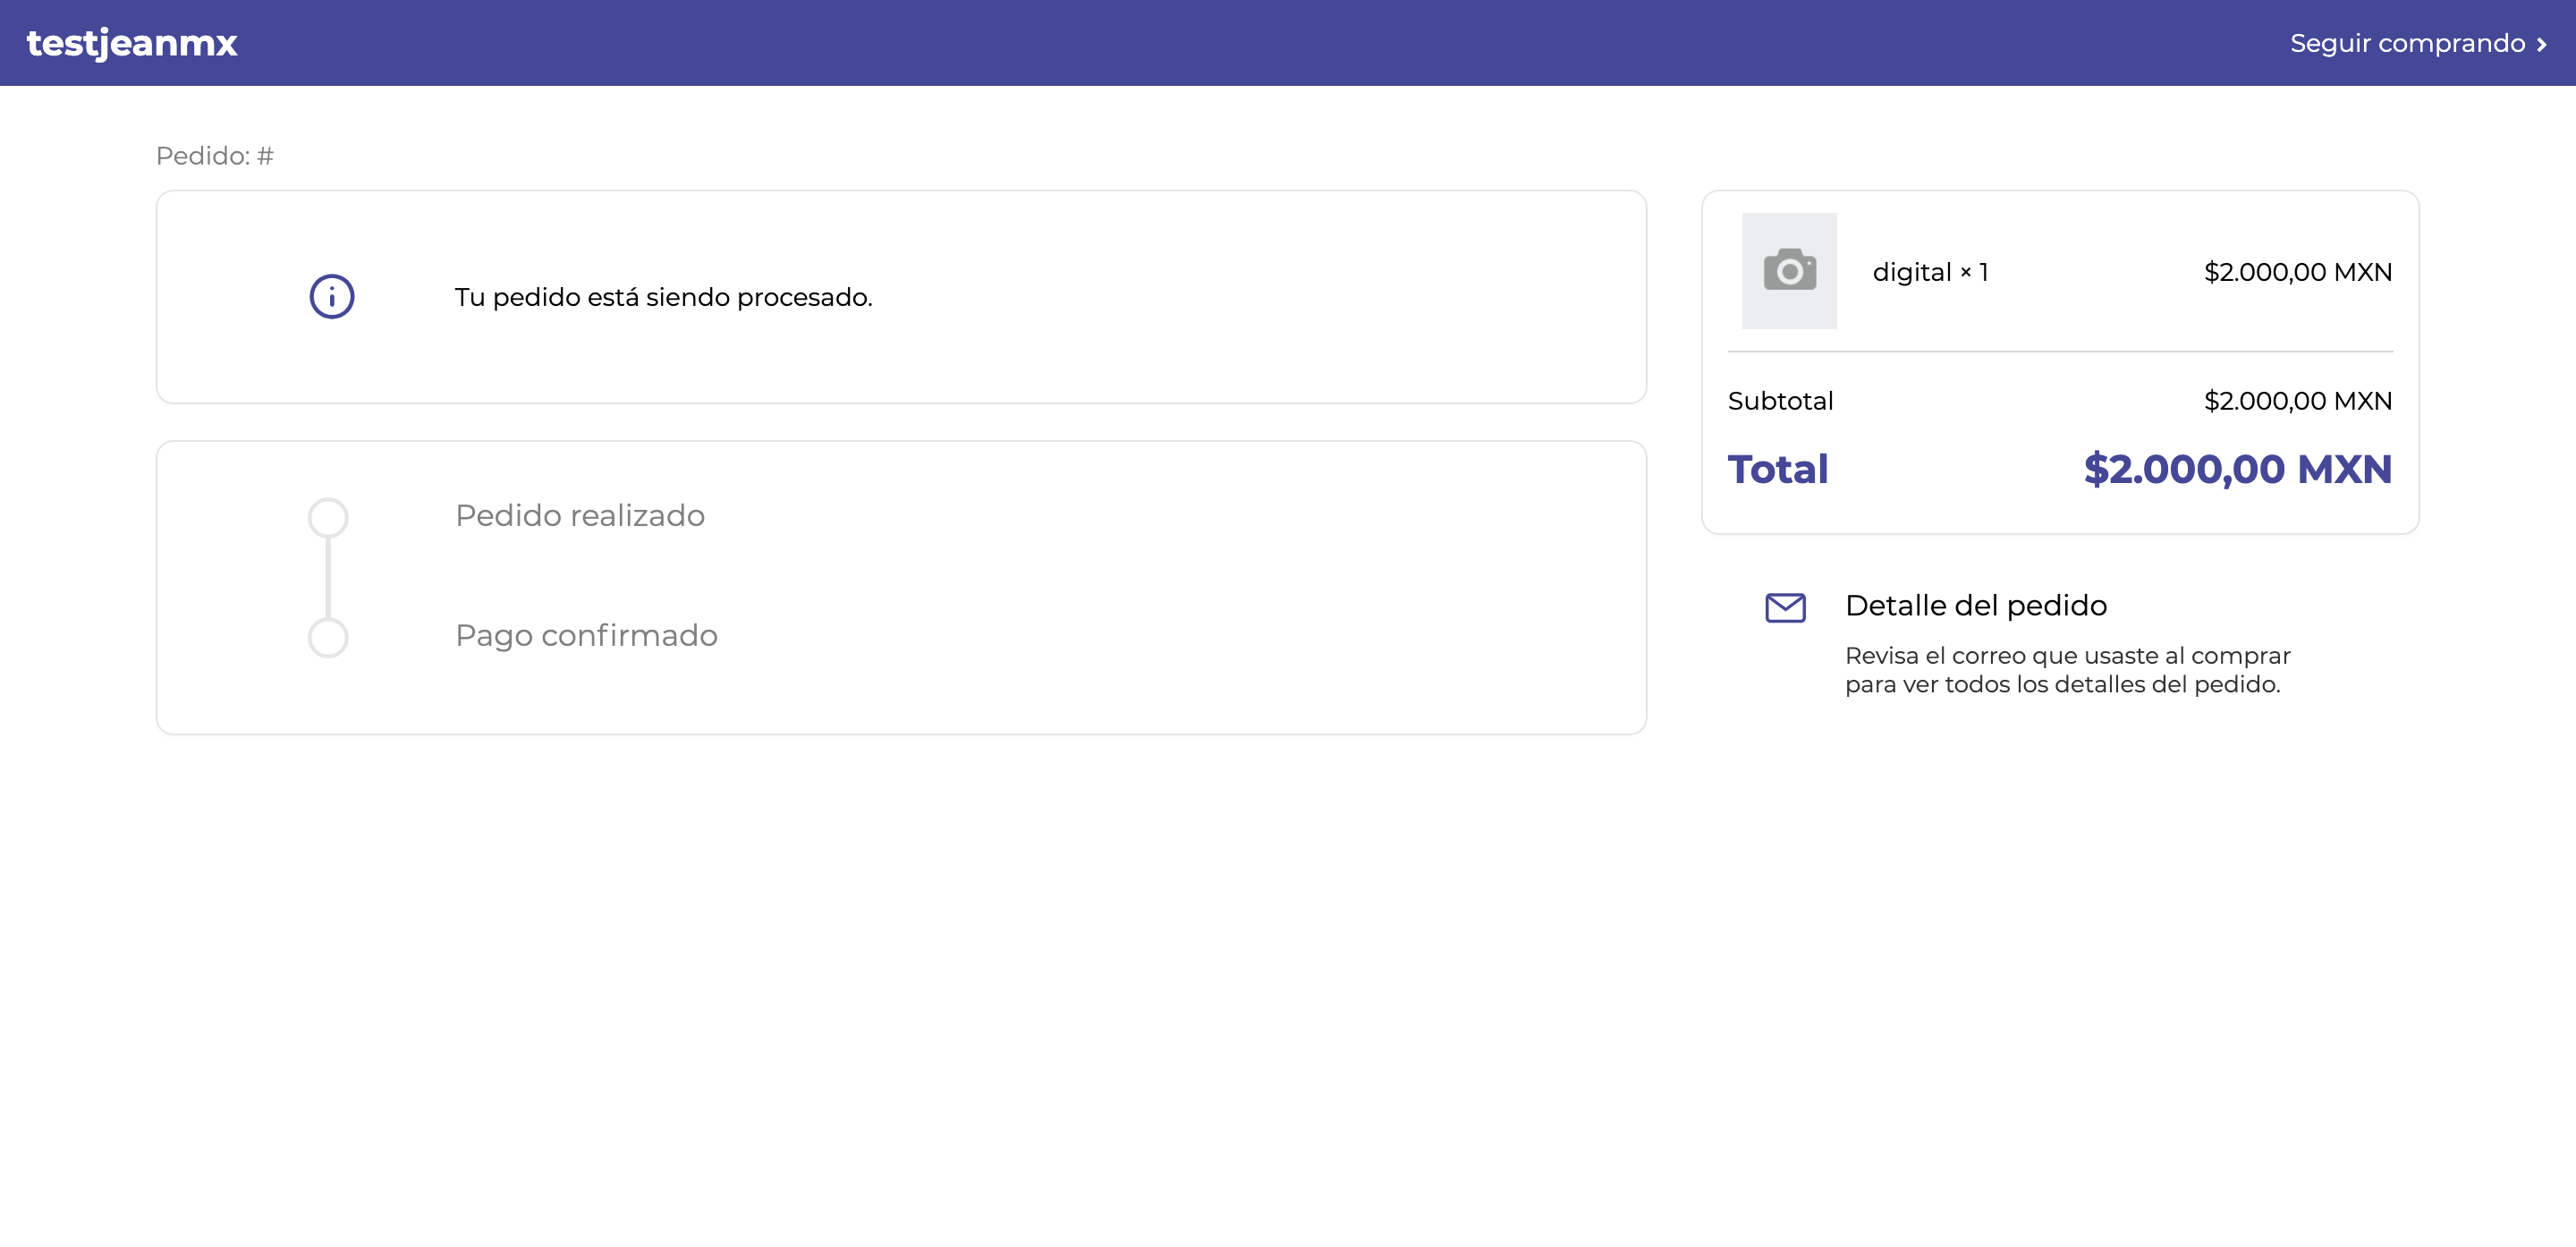 testjeanmx
Seguir comprando
Pedido: #
Tu pedido está siendo procesado.
Pedido realizado
Pago confirmado
digital × 1 $2.000,00 MXN
Subtotal $2.000,00 MXN
Total $2.000,00 MXN
Detalle del pedido
Revisa el correo que usaste al comprar
para ver todos los detalles del pedido.